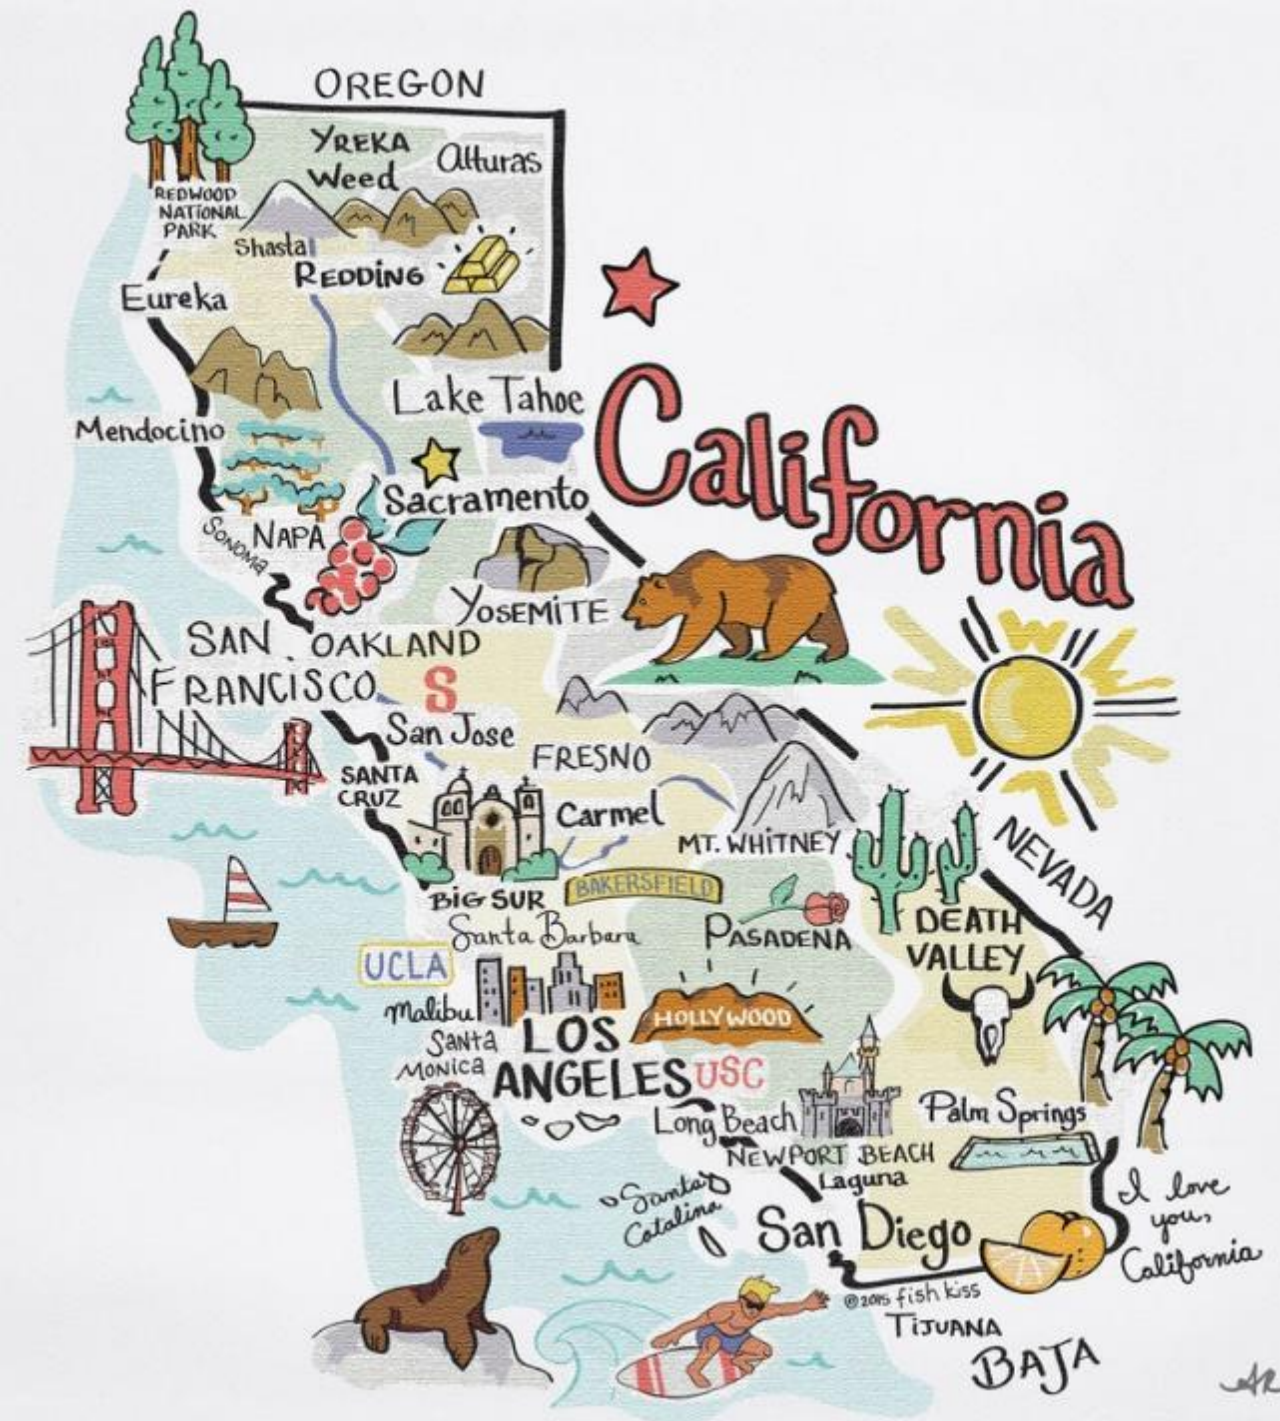 OREGON
YREKA
Weed
Alturas
REDWOOD
NATIONAL
PARK
Shasta
REDDING
Eureka
Lake Tahoe
California
Mendocino
Sacramento
SONOMA
NAPA
YOSEMITE
SAN
FRANCISCO
OAKLAND
S
San Jose
FRESNO
SANTA
CRUZ
Carmel
MT. WHITNEY
NEVADA
BIG SUR
BAKERSFIELD
Santa Barbara
PASADENA
DEATH
VALLEY
UCLA
Malibu
HOLLYWOOD
SANTA
MONICA
LOS
ANGELES
USC
Long Beach
Palm Springs
NEWPORT BEACH
Laguna
Santa
Catalina
San Diego
I love
you,
California
©2015 fish kiss
TIJUANA
BAJA